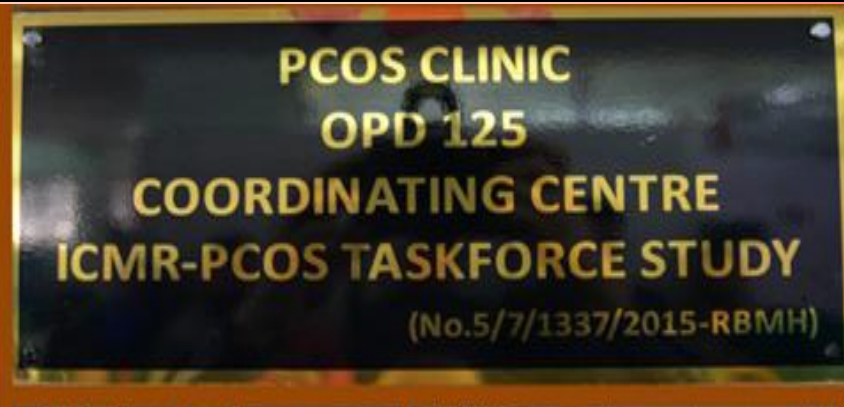 PCOS CLINIC
OPD 125
COORDINATING CENTRE
ICMR-PCOS TASKFORCE STUDY
(No.5/7/1337/2015-RBMH)